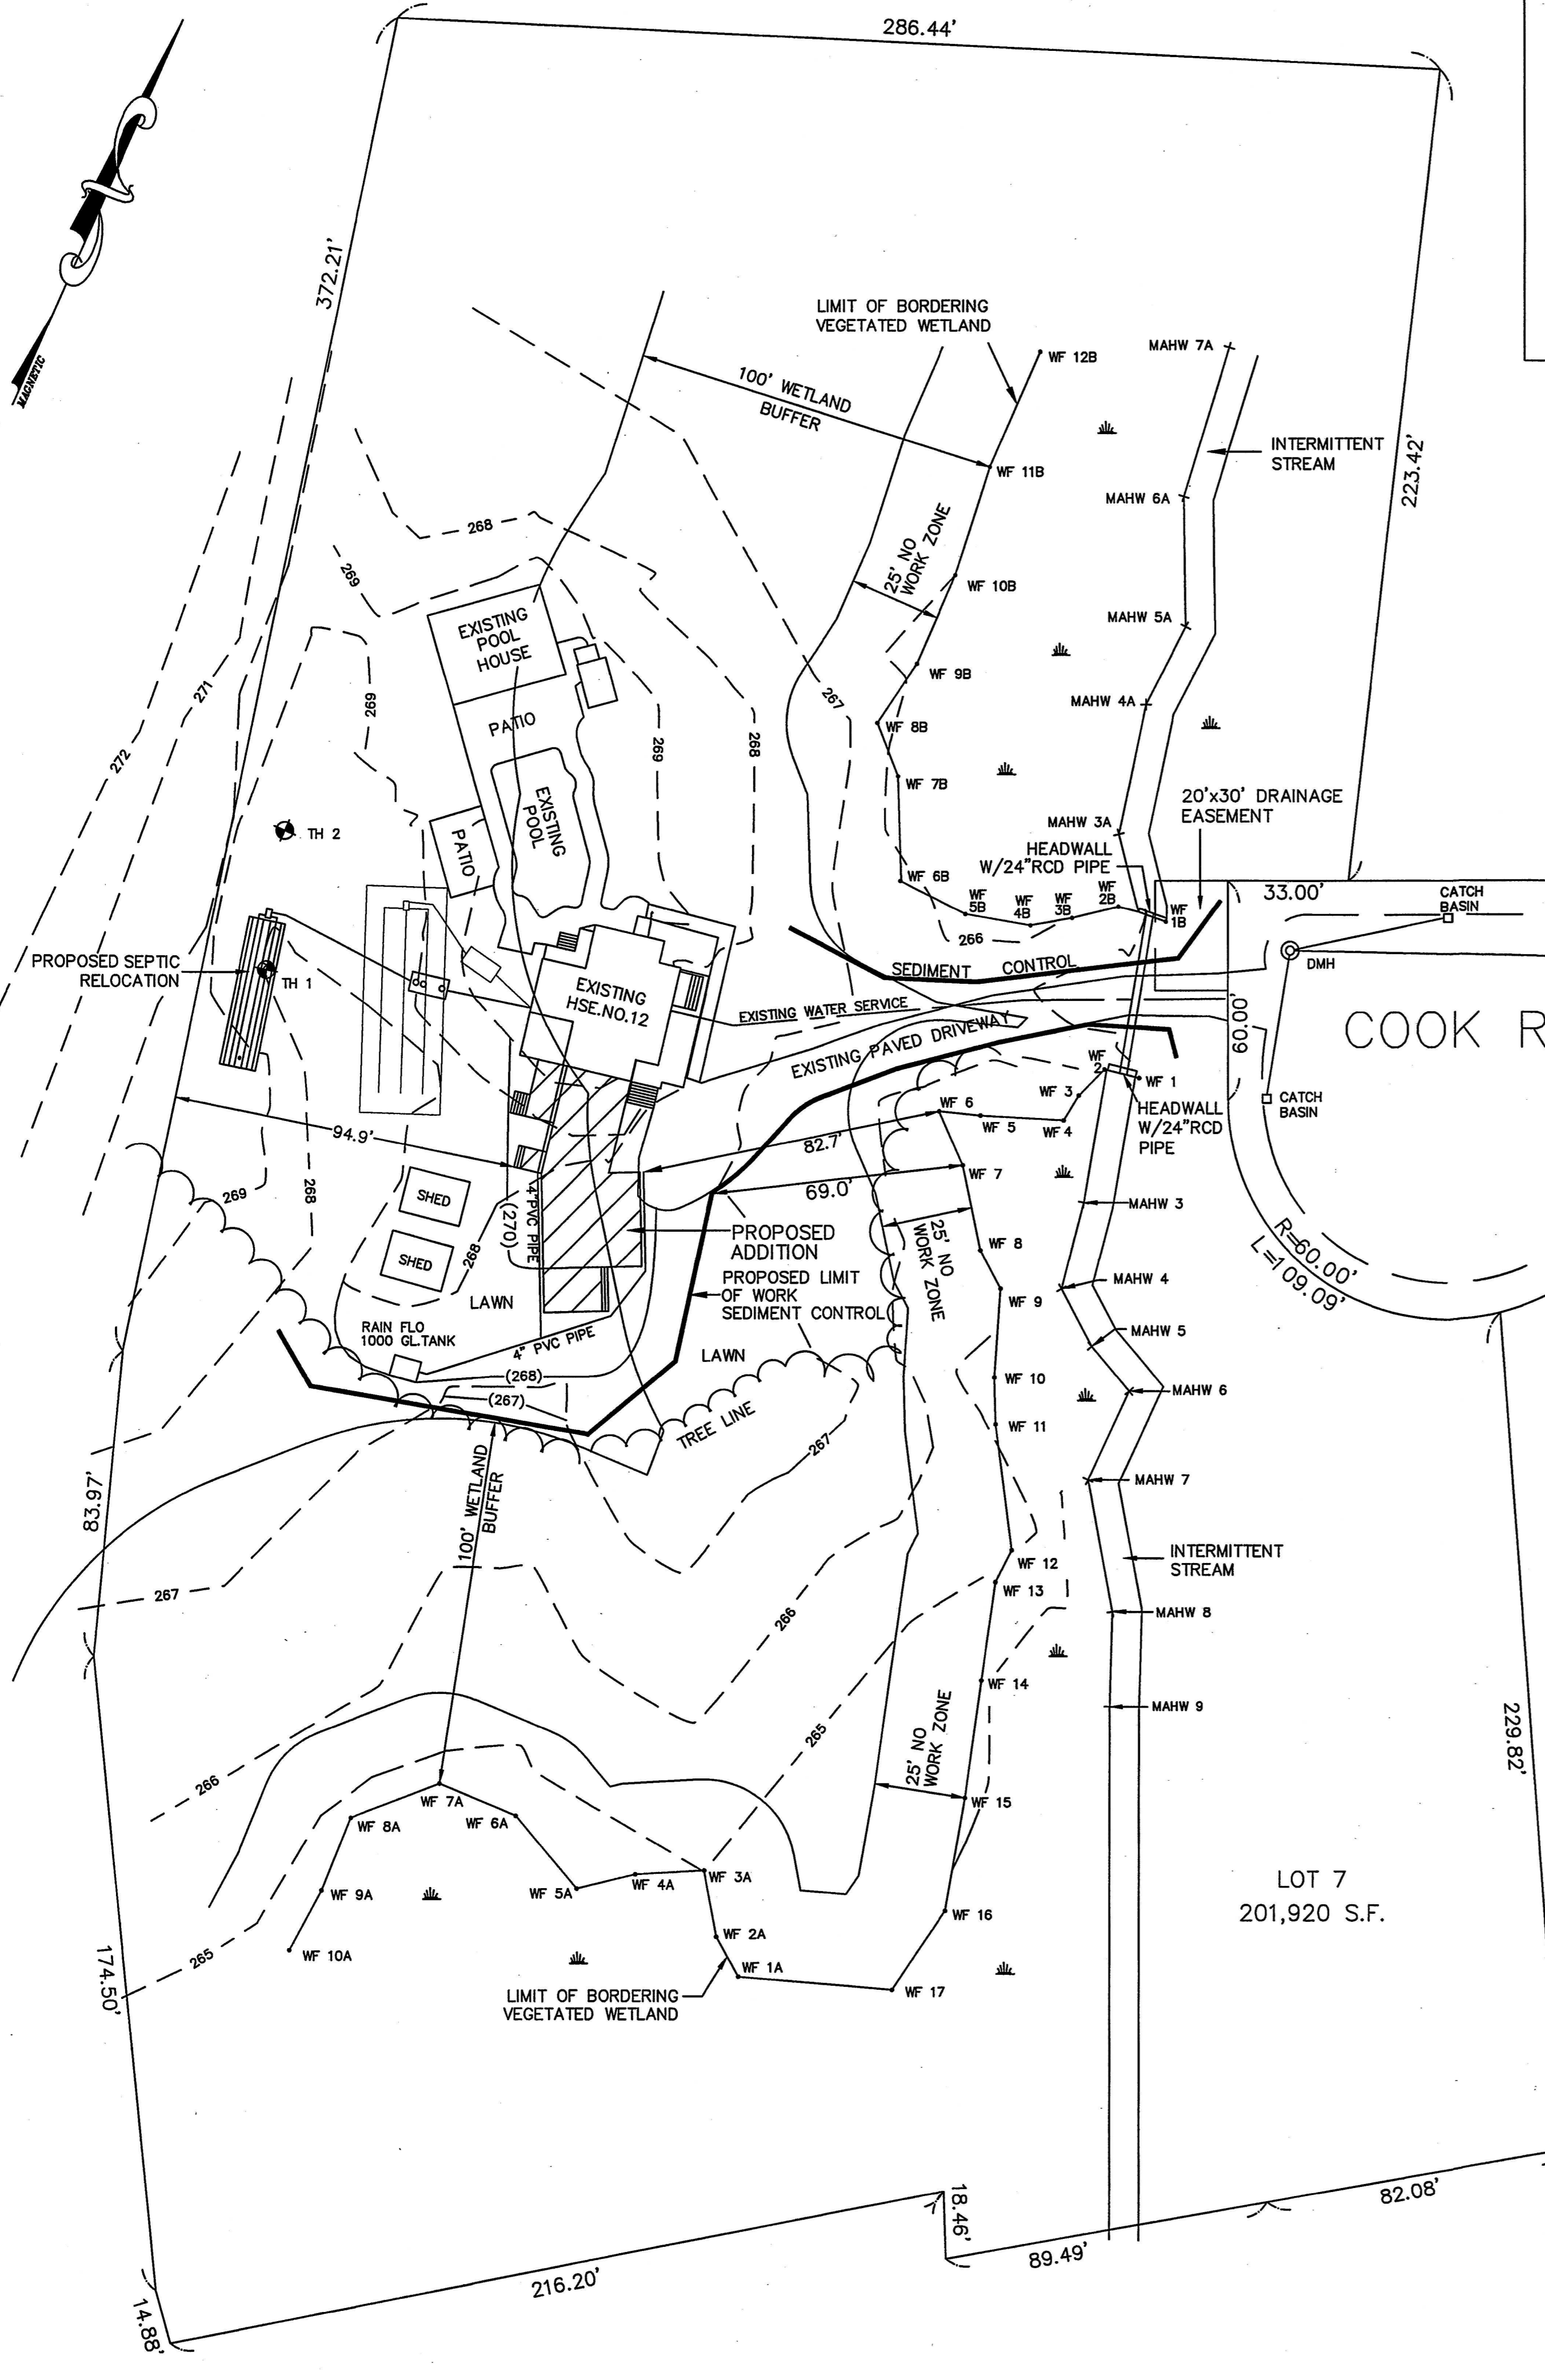 286.44'
372.21'
MAGNETIC
LIMIT OF BORDERING
VEGETATED WETLAND
WF 12B
MAHW 7A
100' WETLAND
BUFFER
INTERMITTENT
STREAM
223.42'
WF 11B
MAHW 6A
268
25' NO
WORK ZONE
269
WF 10B
EXISTING
POOL
HOUSE
MAHW 5A
WF 9B
271
269
267
MAHW 4A
PATIO
WF 8B
269
268
272
WF 7B
20'x30' DRAINAGE
EASEMENT
EXISTING
POOL
MAHW 3A
TH 2
PATIO
HEADWALL
W/24"RCD PIPE
WF 6B
33.00'
CATCH
BASIN
WF
5B
WF
4B
WF
3B
WF
2B
WF
1B
266
PROPOSED SEPTIC
RELOCATION
TH 1
SEDIMENT CONTROL
DMH
EXISTING
HSE.NO.12
EXISTING WATER SERVICE
60.00'
COOK R
EXISTING PAVED DRIVEWAY
WF
2
WF 1
WF 3
CATCH
BASIN
WF 6
WF 5
WF 4
HEADWALL
W/24"RCD
PIPE
94.9'
82.7'
WF 7
69.0'
269
268
SHED
4"PVC PIPE
(270)
MAHW 3
25' NO
WORK ZONE
PROPOSED
ADDITION
SHED
268
WF 8
R=60.00'
L=109.09'
PROPOSED LIMIT
OF WORK
SEDIMENT CONTROL
MAHW 4
WF 9
LAWN
RAIN FLO
1000 GL.TANK
4" PVC PIPE
MAHW 5
LAWN
(268)
WF 10
MAHW 6
(267)
TREE LINE
WF 11
267
83.97'
100' WETLAND
BUFFER
MAHW 7
INTERMITTENT
STREAM
WF 12
WF 13
267
266
MAHW 8
WF 14
MAHW 9
265
25' NO
WORK ZONE
229.82'
266
WF 7A
WF 15
WF 8A
WF 6A
LOT 7
201,920 S.F.
WF 3A
WF 4A
WF 5A
WF 9A
WF 16
WF 2A
265
WF 10A
174.50'
WF 1A
WF 17
LIMIT OF BORDERING
VEGETATED WETLAND
82.08'
18.46'
89.49'
216.20'
14.88'